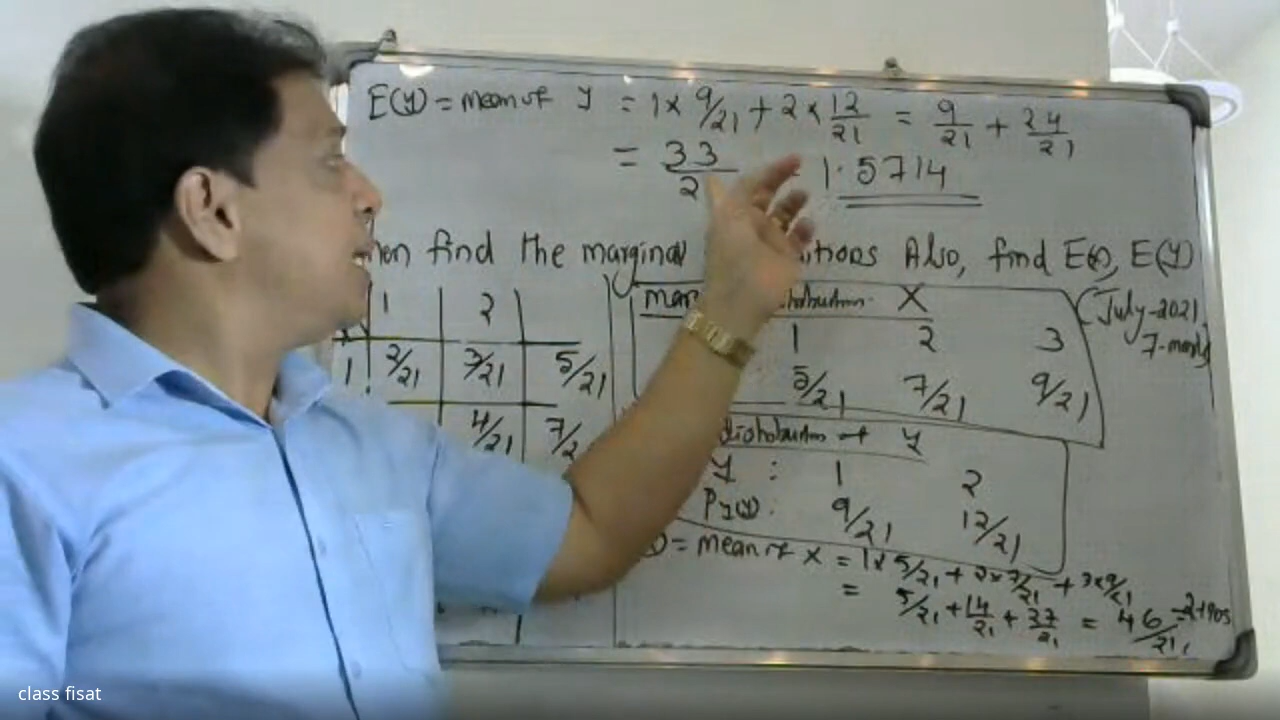 E(Y) = mean of Y = 1 × 9/21 + 2 × 12/21 = 9/21 + 24/21
= 33/2 1.5714
find the marginal Also, find E(X), E(Y)
(July-2021
7-marks)
1 2
1 2/21 3/21 5/21
4/21 7/2
X
1 2 3
5/21 7/21 9/21
distribution of Y
Y : 1 2
PY(y): 9/21 12/21
= mean of X = 1×5/21 + 2×7/21 + 3×9/21
= 5/21 + 14/21 + 27/21 = 46/21
class fisat